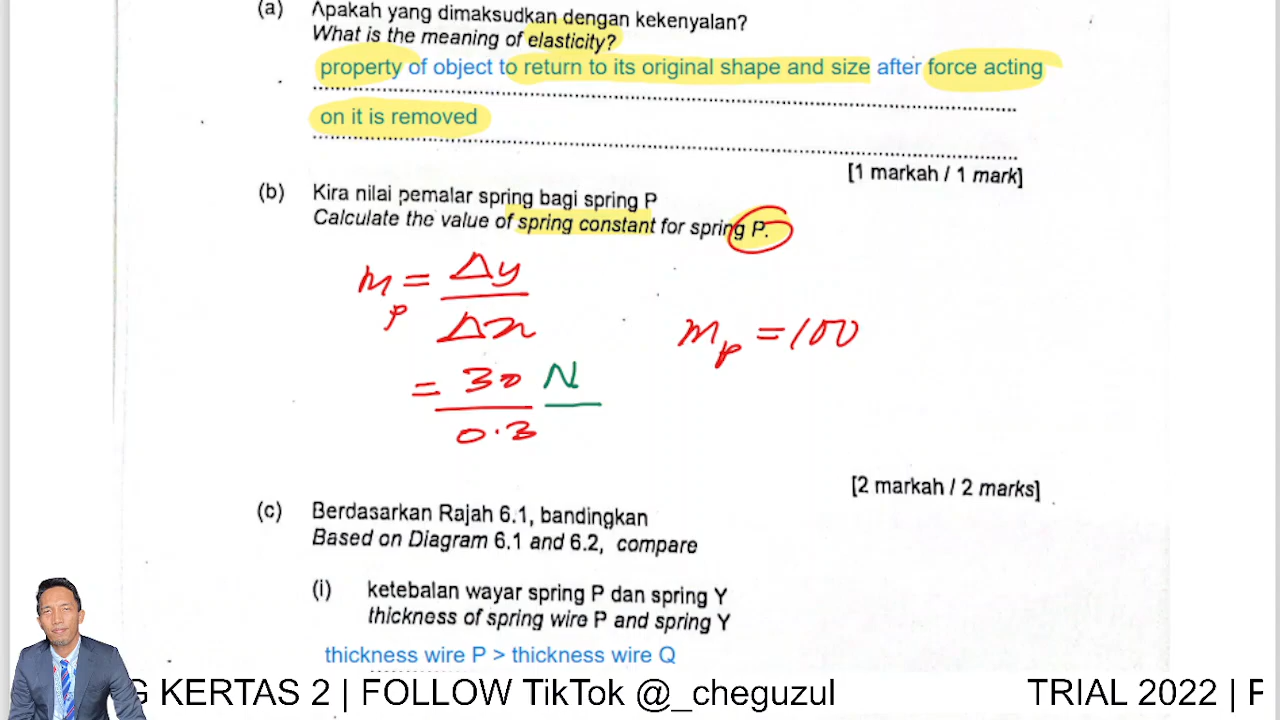 (a) Apakah yang dimaksudkan dengan kekenyalan?
What is the meaning of elasticity?
property of object to return to its original shape and size after force acting
on it is removed
[1 markah / 1 mark]
(b) Kira nilai pemalar spring bagi spring P
Calculate the value of spring constant for spring P.
m_p = Δy / Δx
m_p = 100
= 30 N / 0.3
[2 markah / 2 marks]
(c) Berdasarkan Rajah 6.1, bandingkan
Based on Diagram 6.1 and 6.2, compare
(i) ketebalan wayar spring P dan spring Y
thickness of spring wire P and spring Y
thickness wire P > thickness wire Q
G KERTAS 2 | FOLLOW TikTok @_cheguzul TRIAL 2022 | F